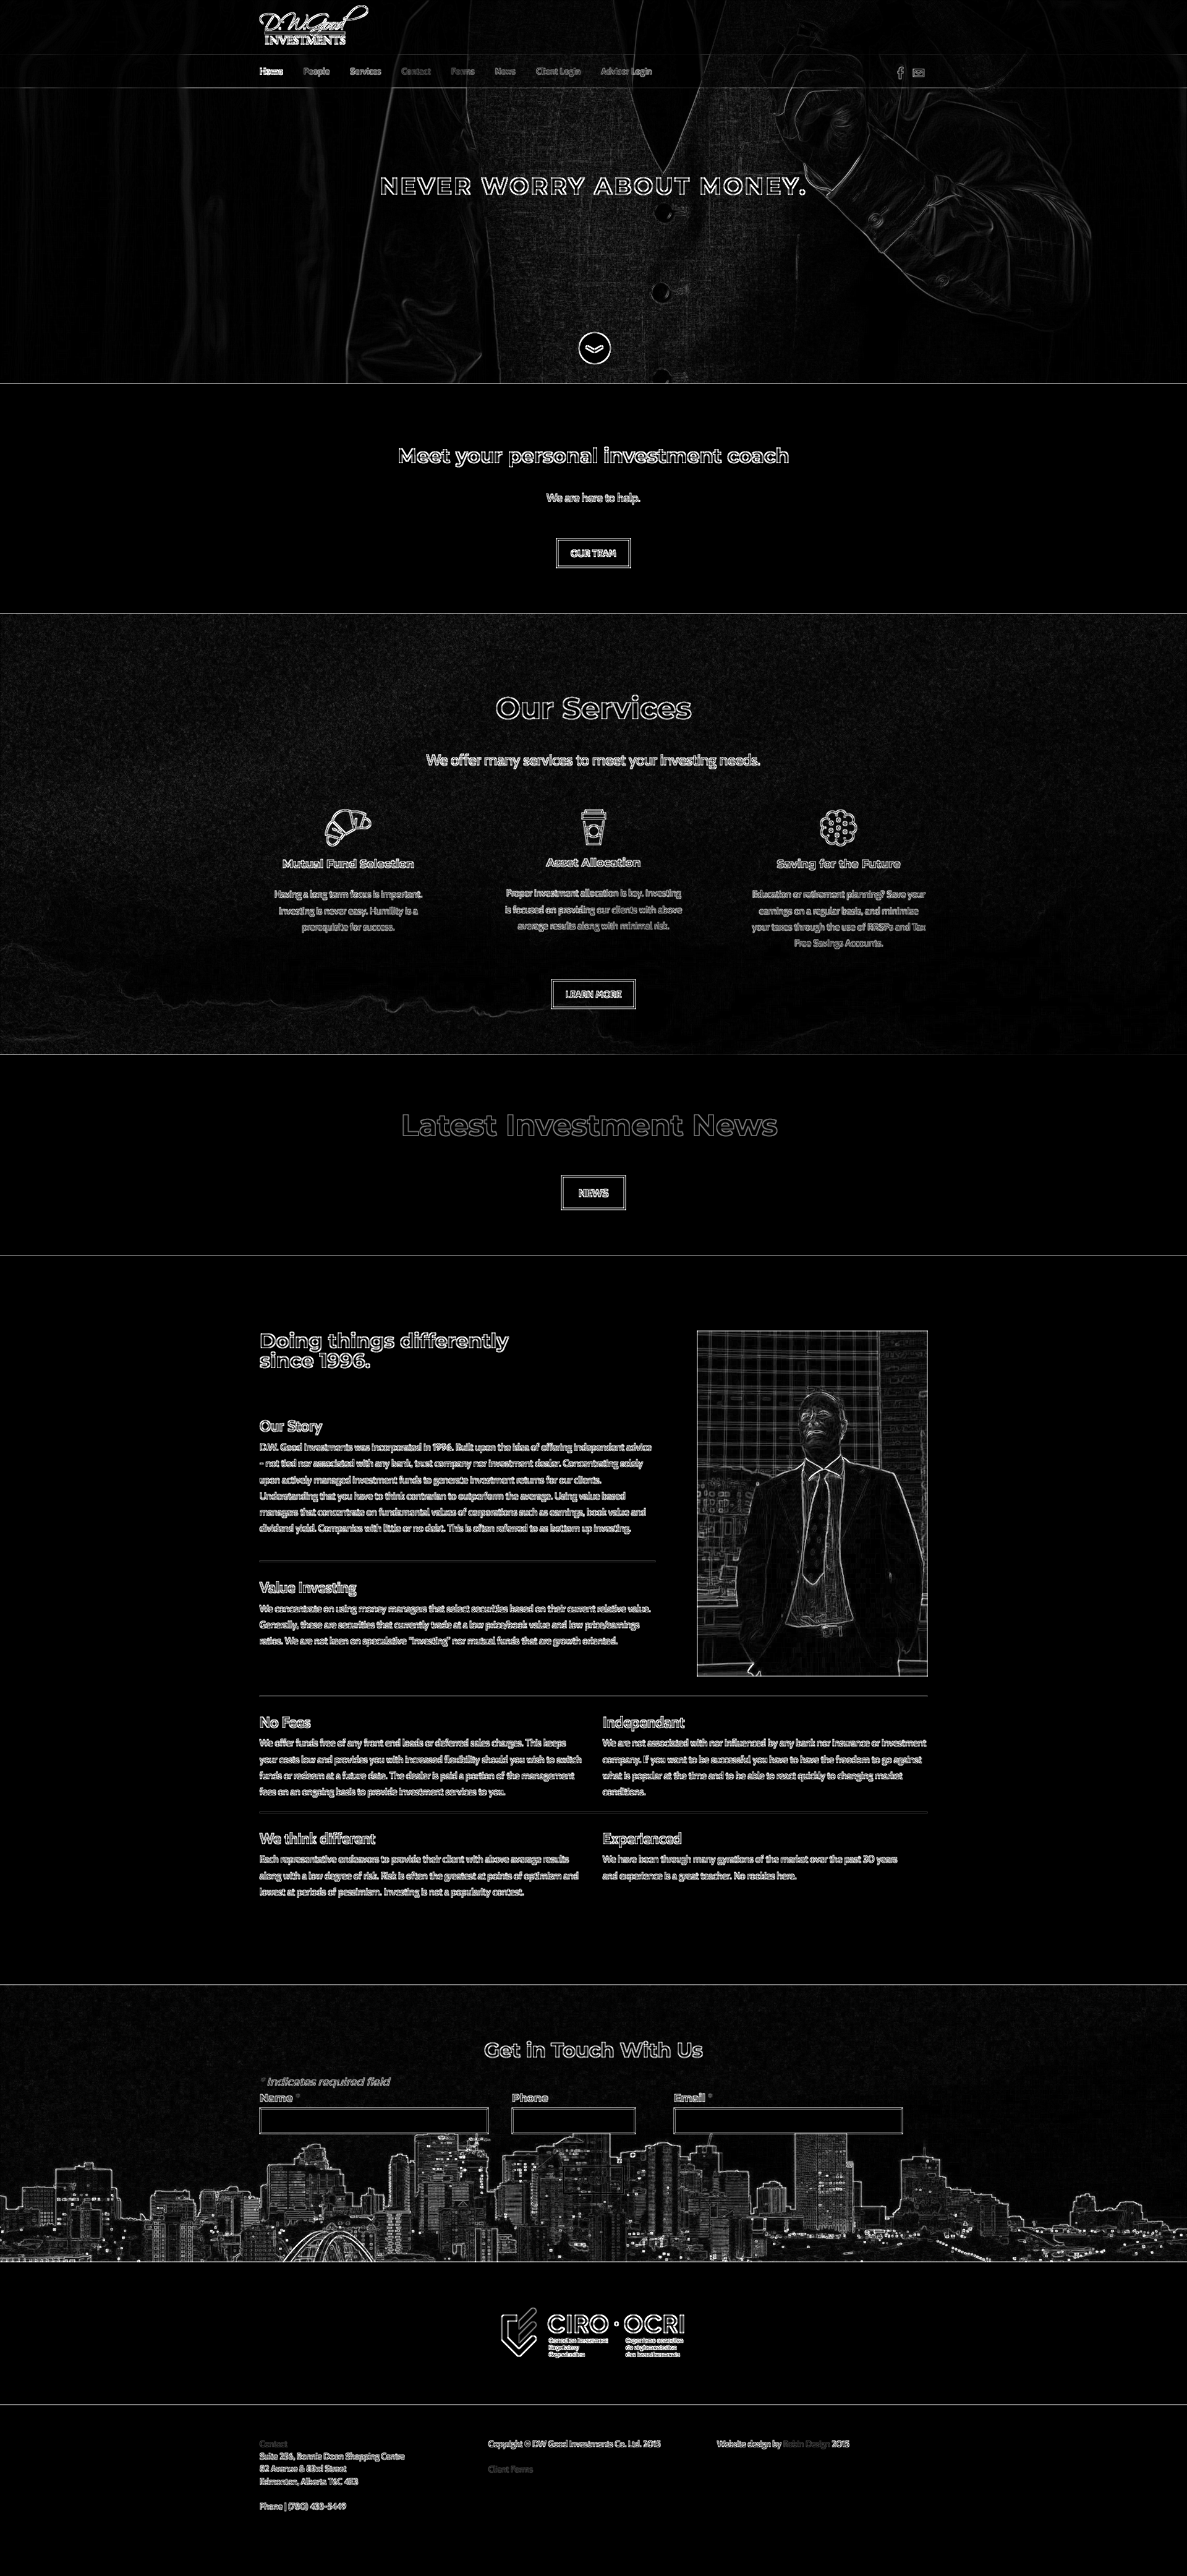 D.W.Good
INVESTMENTS
Home People Services Contact Forms News Client Login Advisor Login
NEVER WORRY ABOUT MONEY.
Meet your personal investment coach
We are here to help.
OUR TEAM
Our Services
We offer many services to meet your investing needs.
Mutual Fund Selection
Having a long term focus is important.
Investing is never easy. Humility is a
prerequisite for success.
Asset Allocation
Proper investment allocation is key. Investing
is focused on providing our clients with above
average results along with minimal risk.
Saving for the Future
Education or retirement planning? Save your
earnings on a regular basis, and minimize
your taxes through the use of RRSPs and Tax
Free Savings Accounts.
LEARN MORE
Latest Investment News
NEWS
Doing things differently
since 1996.
Our Story
D.W. Good Investments was incorporated in 1996. Built upon the idea of offering independent advice
- not tied nor associated with any bank, trust company nor investment dealer. Concentrating solely
upon actively managed investment funds to generate investment returns for our clients.
Understanding that you have to think contrarian to outperform the average. Using value based
managers that concentrate on fundamental values of corporations such as earnings, book value and
dividend yield. Companies with little or no debt. This is often referred to as bottom up investing.
Value Investing
We concentrate on using money managers that select securities based on their current relative value.
Generally, these are securities that currently trade at a low price/book value and low price/earnings
ratios. We are not keen on speculative "investing" nor mutual funds that are growth oriented.
No Fees
We offer funds free of any front end loads or deferred sales charges. This keeps
your costs low and provides you with increased flexibility should you wish to switch
funds or redeem at a future date. The dealer is paid a portion of the management
fees on an ongoing basis to provide investment services to you.
Independant
We are not associated with nor influenced by any bank nor insurance or investment
company. If you want to be successful you have to have the freedom to go against
what is popular at the time and to be able to react quickly to changing market
conditions.
We think different
Each representative endeavors to provide their client with above average results
along with a low degree of risk. Risk is often the greatest at points of optimism and
lowest at periods of pessimism. Investing is not a popularity contest.
Experienced
We have been through many gyrations of the market over the past 30 years
and experience is a great teacher. No rookies here.
Get in Touch With Us
* Indicates required field
Name *
Phone
Email *
CIRO · OCRI
Canadian Investment
Regulatory
Organization
Organisme canadien
de réglementation
des investissements
Contact
Suite 256, Bonnie Doon Shopping Centre
82 Avenue & 83rd Street
Edmonton, Alberta T6C 4E3
Phone | (780) 433-5449
Copyright © DW Good Investments Co. Ltd. 2015
Client Forms
Website design by Robin Design 2015